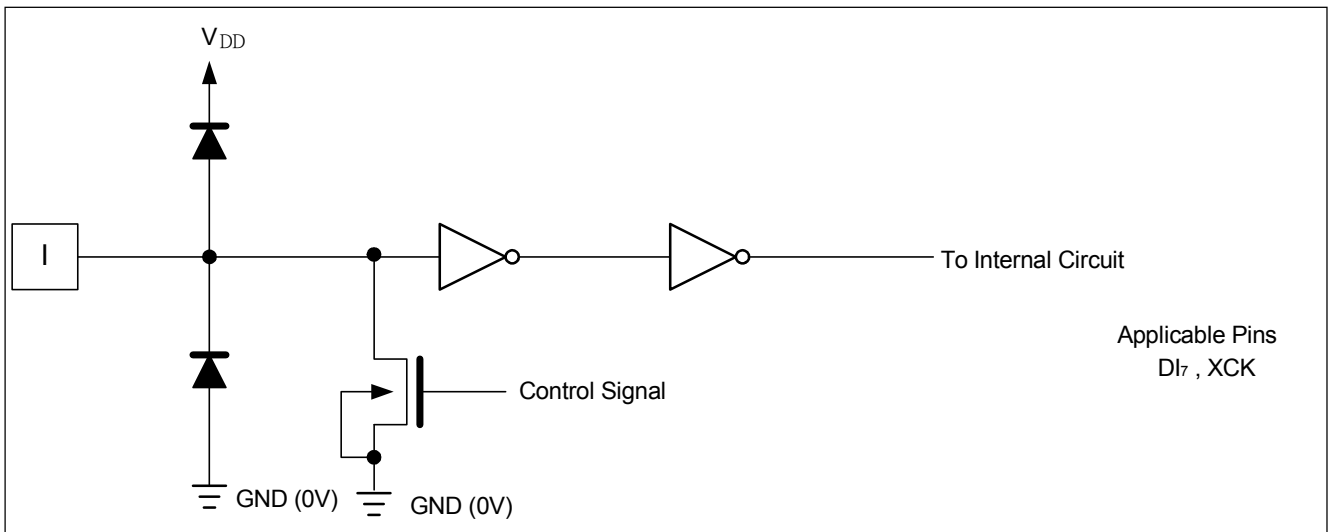 VDD
I
To Internal Circuit
Applicable Pins
DI7 , XCK
Control Signal
GND (0V)
GND (0V)